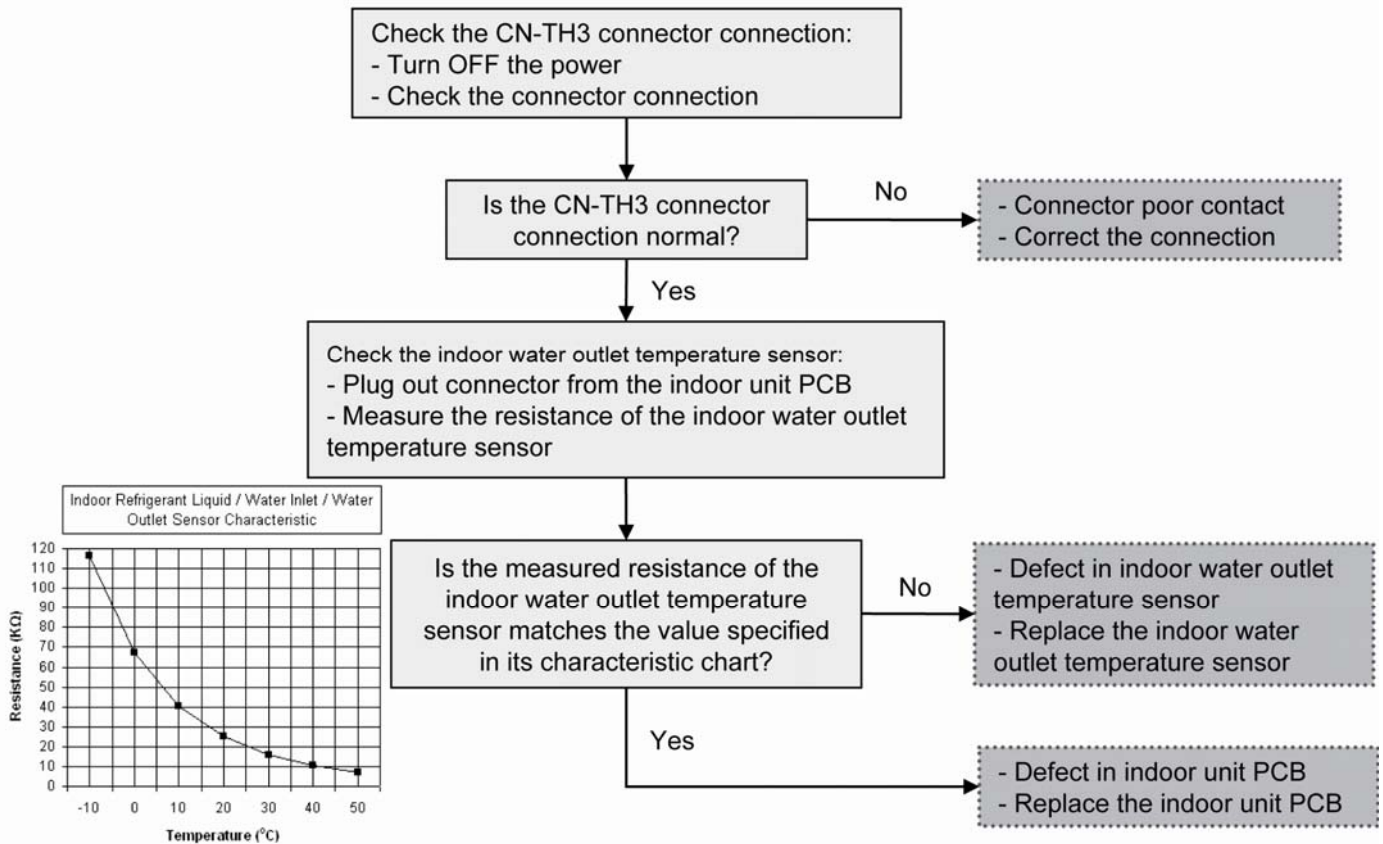 Check the CN-TH3 connector connection:
- Turn OFF the power
- Check the connector connection
Is the CN-TH3 connector
connection normal?
No
- Connector poor contact
- Correct the connection
Yes
Check the indoor water outlet temperature sensor:
- Plug out connector from the indoor unit PCB
- Measure the resistance of the indoor water outlet
temperature sensor
Indoor Refrigerant Liquid / Water Inlet / Water
Outlet Sensor Characteristic
120
110
100
90
80
70
60
50
40
30
20
10
0
Resistance (KΩ)
-10 0 10 20 30 40 50
Temperature (⁰C)
Is the measured resistance of the
indoor water outlet temperature
sensor matches the value specified
in its characteristic chart?
No
- Defect in indoor water outlet
temperature sensor
- Replace the indoor water
outlet temperature sensor
Yes
- Defect in indoor unit PCB
- Replace the indoor unit PCB